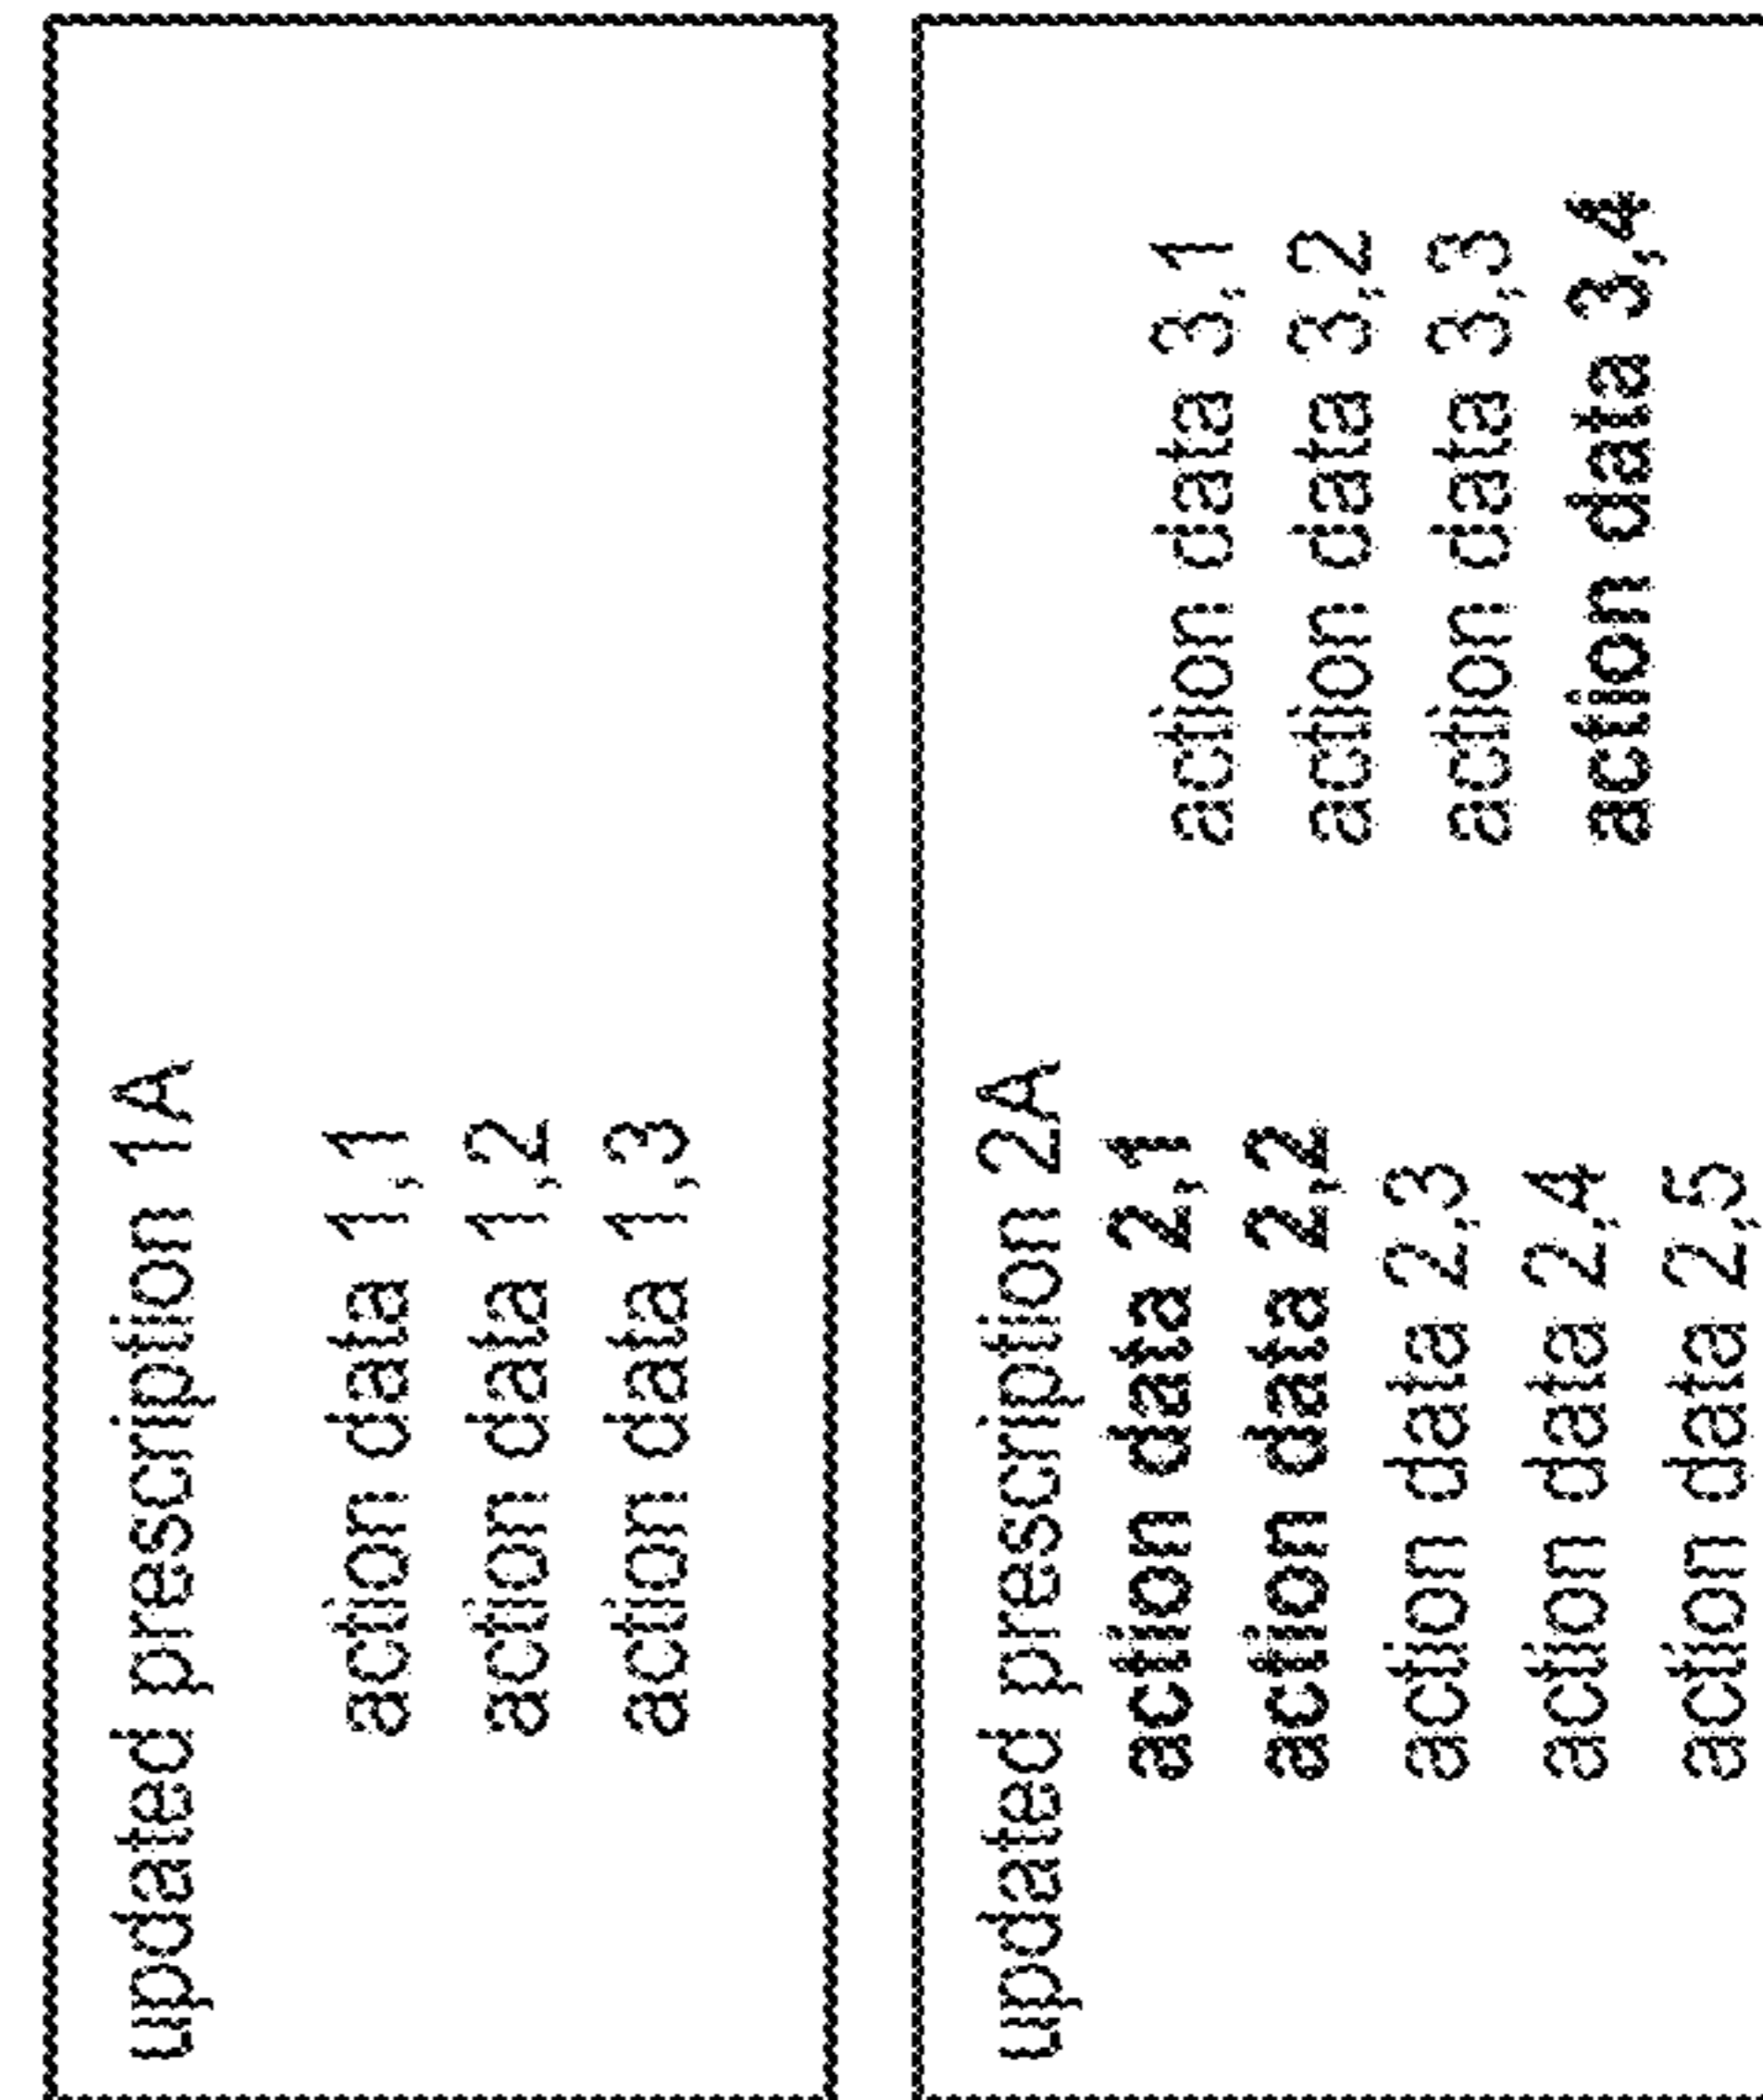 updated prescription 1A
action data 1,1
action data 1,2
action data 1,3
updated prescription 2A
action data 2,1
action data 2,2
action data 2,3
action data 2,4
action data 2,5
action data 3,1
action data 3,2
action data 3,3
action data 3,4